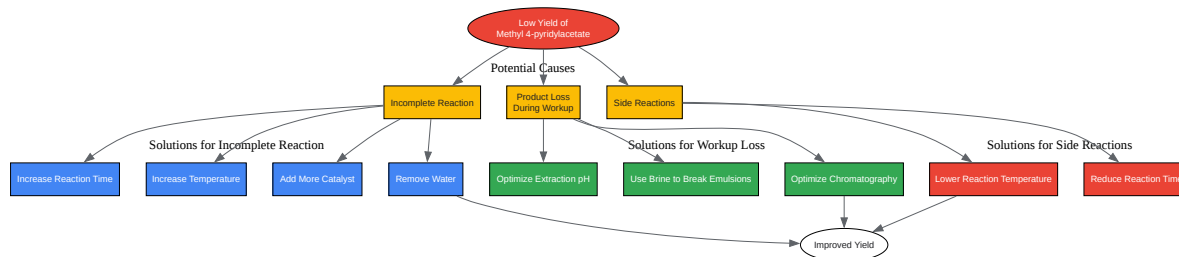 Low Yield of
Methyl 4-pyridylacetate
Potential Causes
Incomplete Reaction
Product Loss
During Workup
Side Reactions
Solutions for Incomplete Reaction
Solutions for Workup Loss
Solutions for Side Reactions
Increase Reaction Time
Increase Temperature
Add More Catalyst
Remove Water
Optimize Extraction pH
Use Brine to Break Emulsions
Optimize Chromatography
Lower Reaction Temperature
Reduce Reaction Time
Improved Yield